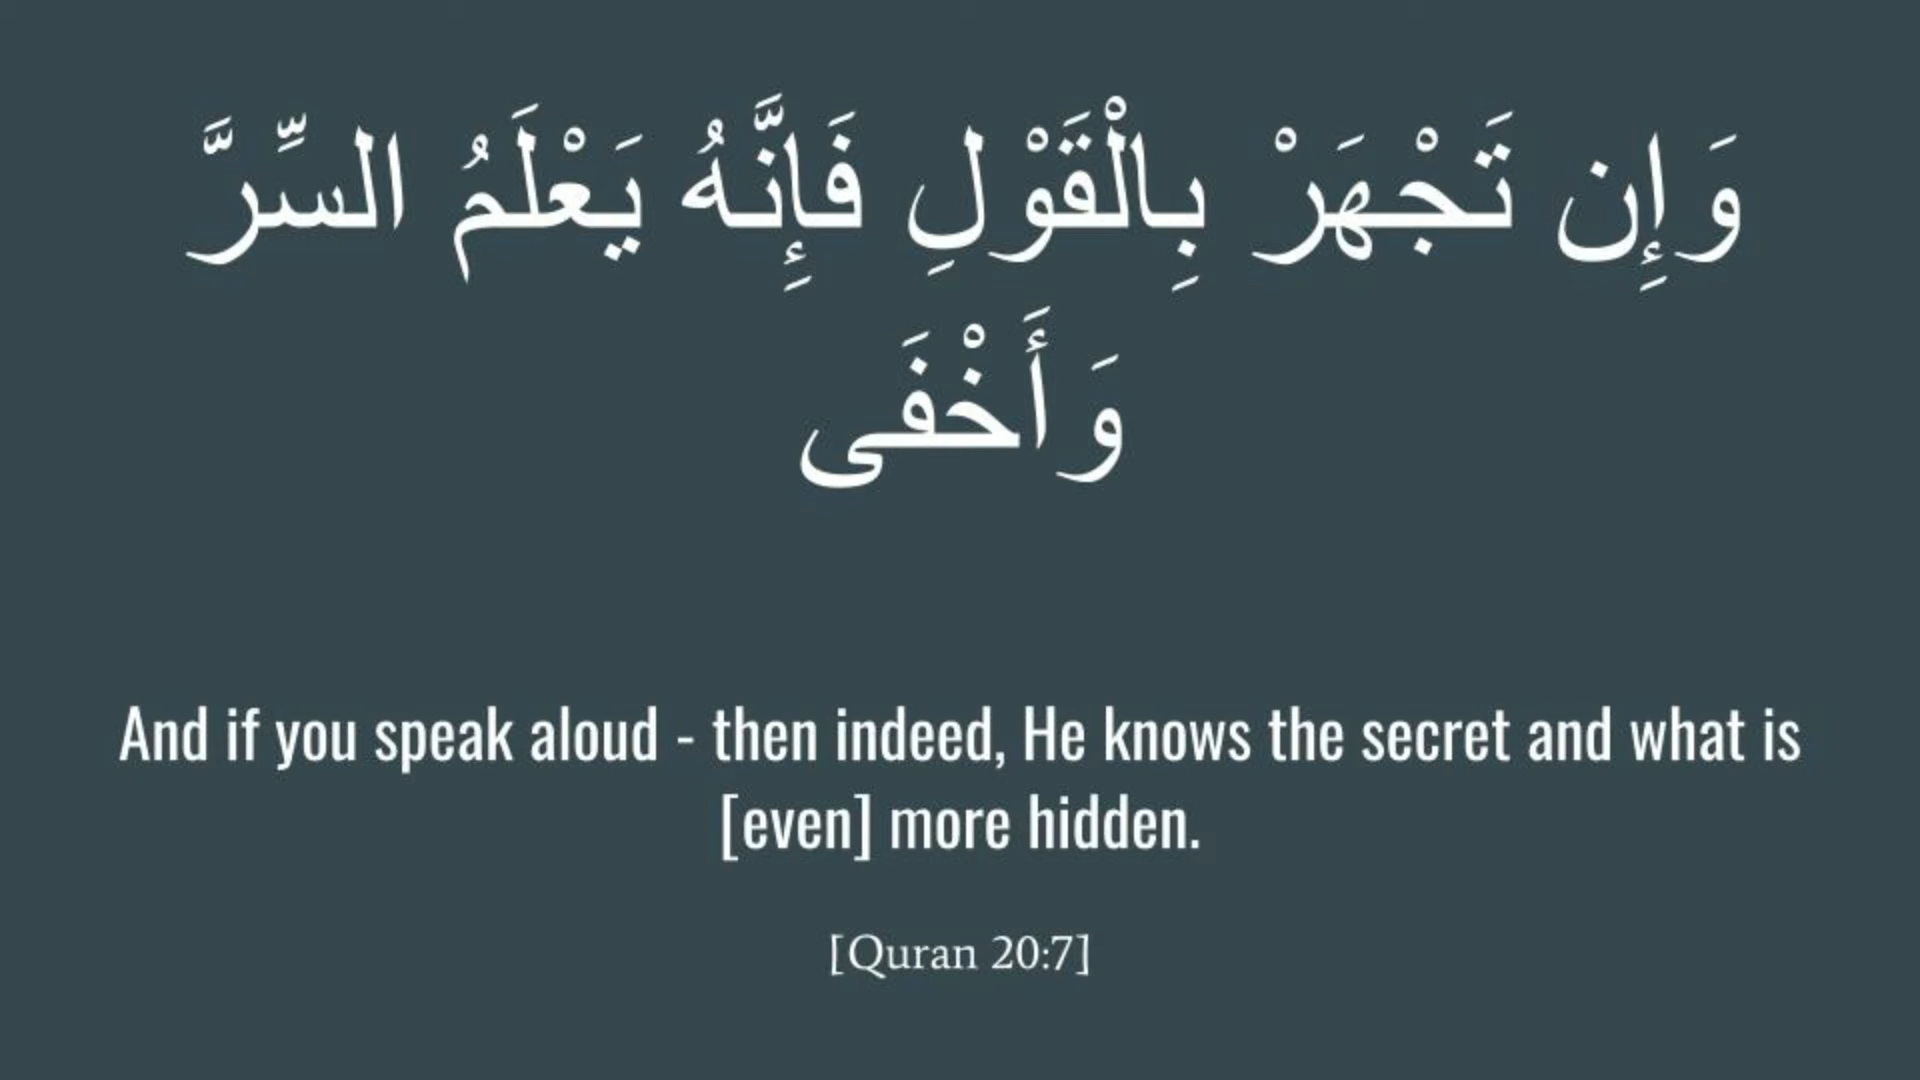 وَإِن تَجْهَرْ بِالْقَوْلِ فَإِنَّهُ يَعْلَمُ السِّرَّ
وَأَخْفَى
And if you speak aloud - then indeed, He knows the secret and what is
[even] more hidden.
[Quran 20:7]